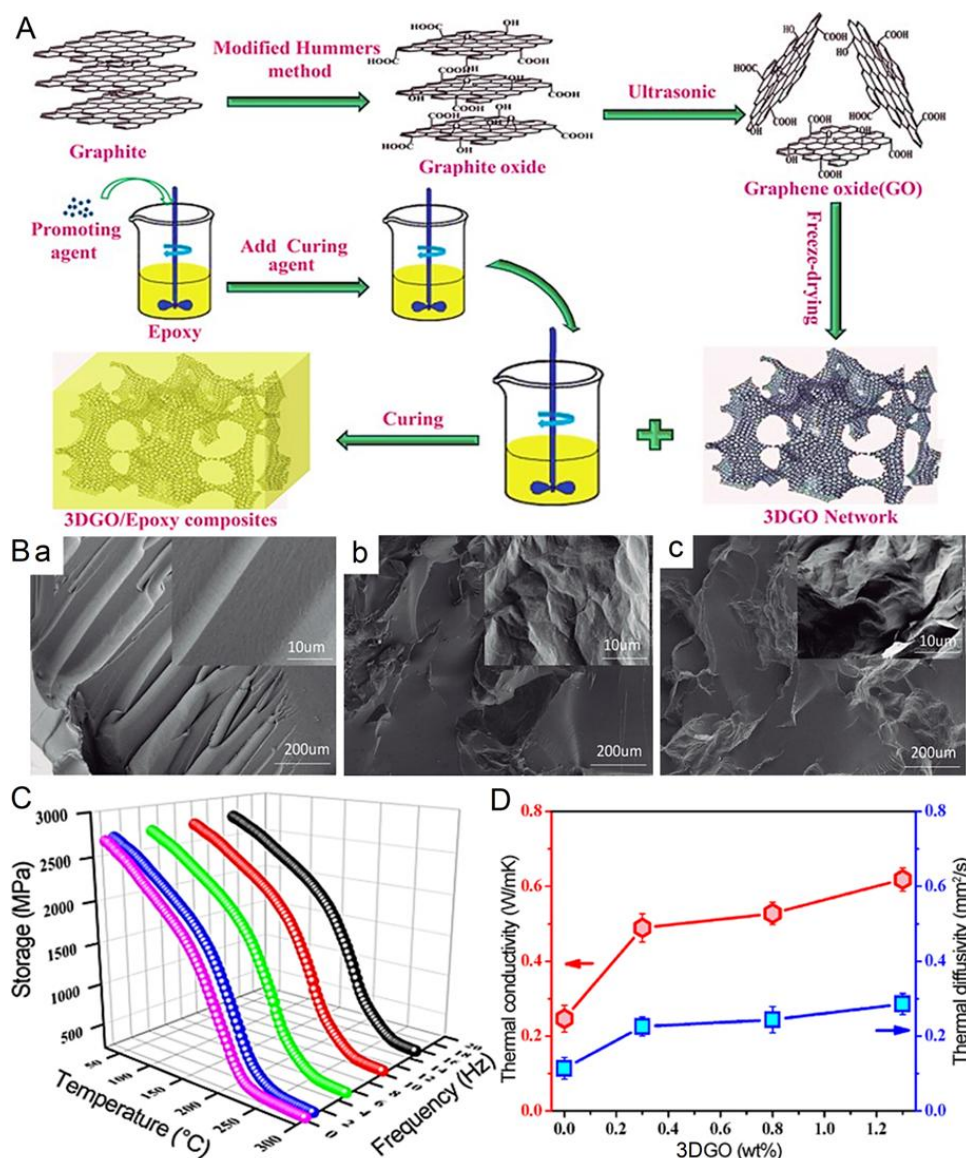 A
Modified Hummers
method
Ultrasonic
Graphite
Graphite oxide
Graphene oxide(GO)
HOOC
OH
COOH
HO
Promoting
agent
Add Curing
agent
Epoxy
Freeze-drying
Curing
3DGO/Epoxy composites
3DGO Network
B a
10um
200um
b
10um
200um
c
10um
200um
C
Storage (MPa)
3000
2500
1500
1000
500
50
100
150
200
250
300
Temperature (°C)
Frequency (Hz)
D
Thermal conductivity (W/mK)
0.8
0.6
0.4
0.2
0.0
0.0
0.2
0.4
0.6
0.8
1.0
1.2
3DGO (wt%)
Thermal diffusivity (mm²/s)
0.8
0.6
0.4
0.2
0.0